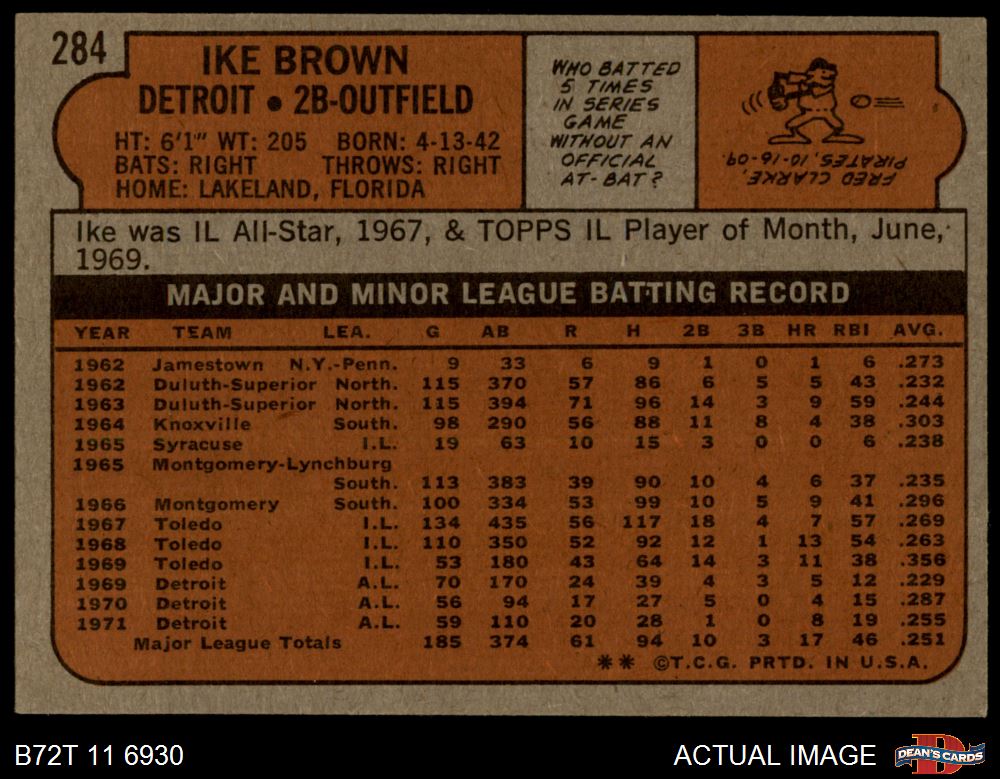 284
IKE BROWN
DETROIT • 2B-OUTFIELD
HT: 6'1" WT: 205 BORN: 4-13-42
BATS: RIGHT THROWS: RIGHT
HOME: LAKELAND, FLORIDA
WHO BATTED
5 TIMES
IN SERIES
GAME
WITHOUT AN
OFFICIAL
AT-BAT?
FRED CLARKE,
PIRATES, 10-16-09.
Ike was IL All-Star, 1967, & TOPPS IL Player of Month, June,
1969.
MAJOR AND MINOR LEAGUE BATTING RECORD
YEAR TEAM LEA. G AB R H 2B 3B HR RBI AVG.
1962 Jamestown N.Y.-Penn. 9 33 6 9 1 0 1 6 .273
1962 Duluth-Superior North. 115 370 57 86 6 5 5 43 .232
1963 Duluth-Superior North. 115 394 71 96 14 3 9 59 .244
1964 Knoxville South. 98 290 56 88 11 8 4 38 .303
1965 Syracuse I.L. 19 63 10 15 3 0 0 6 .238
1965 Montgomery-Lynchburg
South. 113 383 39 90 10 4 6 37 .235
1966 Montgomery South. 100 334 53 99 10 5 9 41 .296
1967 Toledo I.L. 134 435 56 117 18 4 7 57 .269
1968 Toledo I.L. 110 350 52 92 12 1 13 54 .263
1969 Toledo I.L. 53 180 43 64 14 3 11 38 .356
1969 Detroit A.L. 70 170 24 39 4 3 5 12 .229
1970 Detroit A.L. 56 94 17 27 5 0 4 15 .287
1971 Detroit A.L. 59 110 20 28 1 0 8 19 .255
Major League Totals 185 374 61 94 10 3 17 46 .251
** ©T.C.G. PRTD. IN U.S.A.
B72T 11 6930
ACTUAL IMAGE
D
DEAN'S CARDS